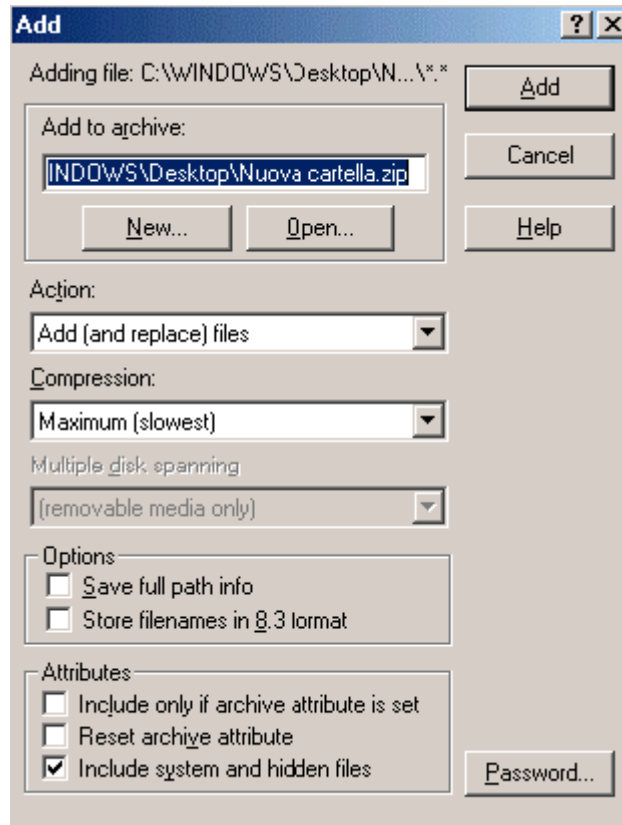 Add
Adding file: C:\WINDOWS\Desktop\N...\*.*
Add
Add to archive:
Cancel
INDOWS\Desktop\Nuova cartella.zip
New...
Open...
Help
Action:
Add (and replace) files
Compression:
Maximum (slowest)
Multiple disk spanning
(removable media only)
Options
Save full path info
Store filenames in 8.3 format
Attributes
Include only if archive attribute is set
Reset archive attribute
Include system and hidden files
Password...